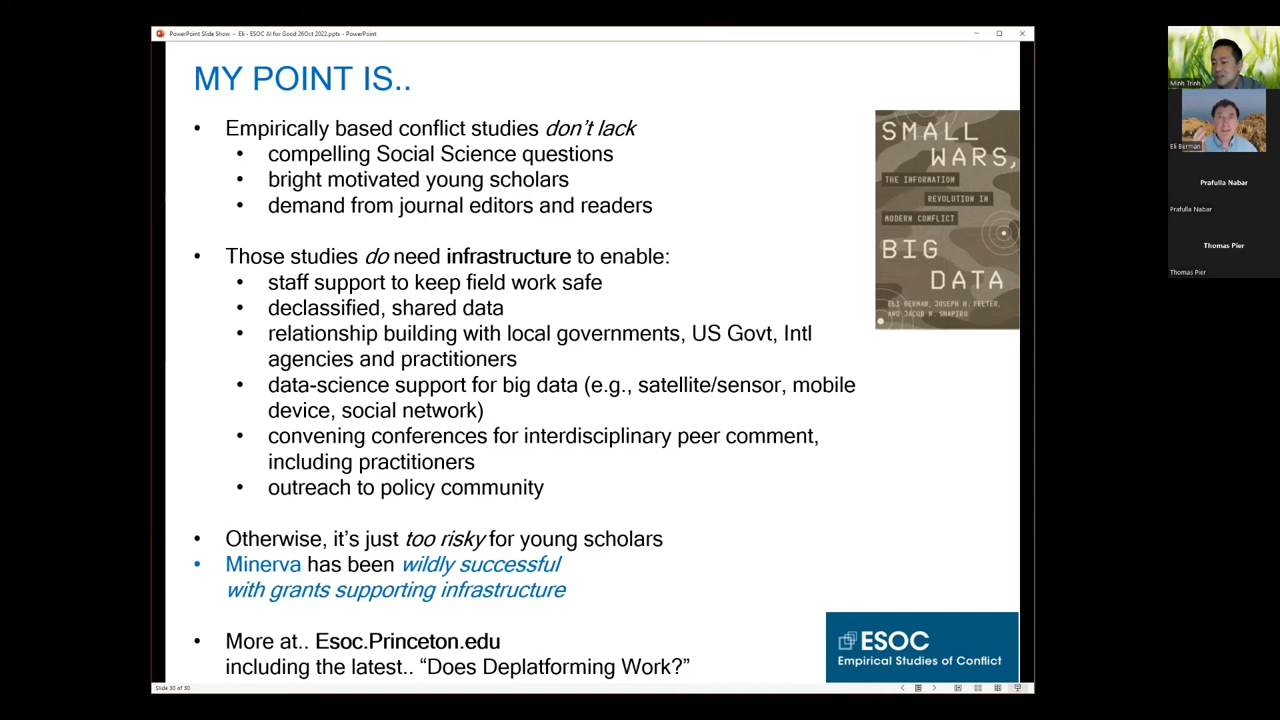 PowerPoint Slide Show - Eli - ESOC AI for Good 26Oct 2022.pptx - PowerPoint
MY POINT IS..
• Empirically based conflict studies don't lack
• compelling Social Science questions
• bright motivated young scholars
• demand from journal editors and readers
• Those studies do need infrastructure to enable:
• staff support to keep field work safe
• declassified, shared data
• relationship building with local governments, US Govt, Intl
agencies and practitioners
• data-science support for big data (e.g., satellite/sensor, mobile
device, social network)
• convening conferences for interdisciplinary peer comment,
including practitioners
• outreach to policy community
• Otherwise, it's just too risky for young scholars
• Minerva has been wildly successful
with grants supporting infrastructure
• More at.. Esoc.Princeton.edu
including the latest.. “Does Deplatforming Work?”
SMALL
WARS,
THE INFORMATION
REVOLUTION IN
MODERN CONFLICT
BIG
DATA
ELI BERMAN, JOSEPH H. FELTER,
AND JACOB N. SHAPIRO
ESOC
Empirical Studies of Conflict
Slide 30 of 30
Minh Trinh
Eli Berman
Prafulla Nabar
Prafulla Nabar
Thomas Pier
Thomas Pier